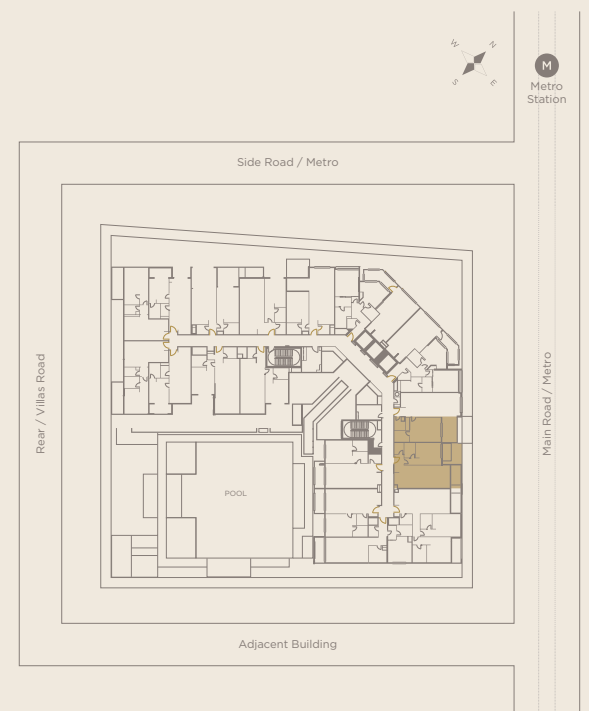 W
N
S
E
M
Metro
Station
Side Road / Metro
Rear / Villas Road
Main Road / Metro
POOL
Adjacent Building